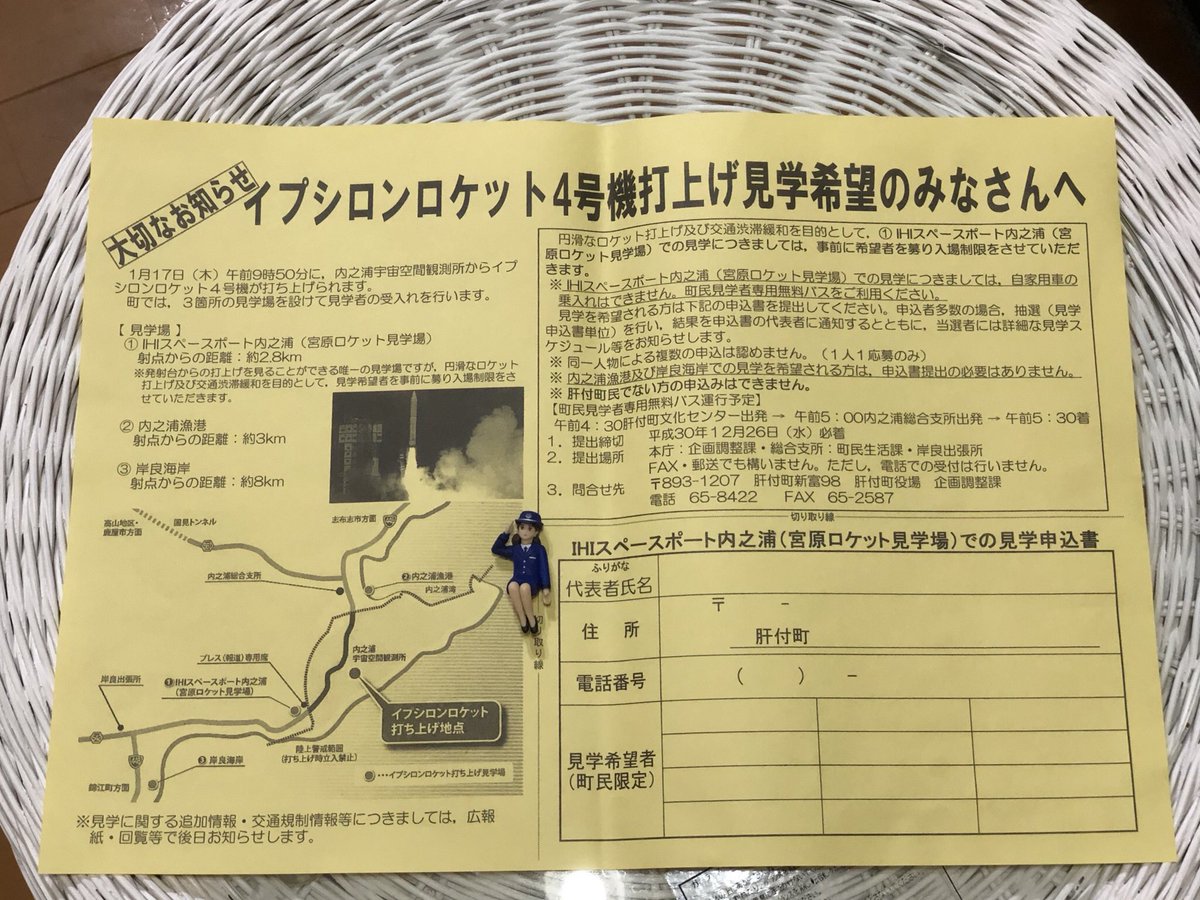 大切なお知らせ
イプシロンロケット4号機打上げ見学希望のみなさんへ
1月17日（木）午前9時50分に，内之浦宇宙空間観測所からイプ
シロンロケット４号機が打ち上げられます。
町では，３箇所の見学場を設けて見学者の受入れを行います。
【 見学場 】
① IHIスペースポート内之浦（宮原ロケット見学場）
射点からの距離：約2.8km
※発射台からの打上げを見ることができる唯一の見学場ですが，円滑なロケット
打上げ及び交通渋滞緩和を目的として，見学希望者を事前に募り入場制限をさ
せていただきます。
② 内之浦漁港
射点からの距離：約3km
③ 岸良海岸
射点からの距離：約8km
高山地区・
鹿屋市方面
国見トンネル
志布志市方面
内之浦総合支所
②内之浦漁港
内之浦湾
内之浦
宇宙空間観測所
プレス（報道）専用席
岸良出張所
①IHIスペースポート内之浦
（宮原ロケット見学場）
イプシロンロケット
打ち上げ地点
陸上警戒範囲
（打ち上げ時立入禁止）
③ 岸良海岸
錦江町方面
…イプシロンロケット打ち上げ見学場
※見学に関する追加情報・交通規制情報等につきましては，広報
紙・回覧等で後日お知らせします。
円滑なロケット打上げ及び交通渋滞緩和を目的として，① IHIスペースポート内之浦（宮
原ロケット見学場）での見学につきましては，事前に希望者を募り入場制限をさせていただ
きます。
※ IHIスペースポート内之浦（宮原ロケット見学場）での見学につきましては，自家用車の
乗入れはできません。町民見学者専用無料バスをご利用ください。
見学を希望される方は下記の申込書を提出してください。申込者多数の場合，抽選（見学
申込書単位）を行い，結果を申込書の代表者に通知するとともに，当選者には詳細な見学ス
ケジュール等をお知らせします。
※ 同一人物による複数の申込は認めません。（１人１応募のみ）
※ 内之浦漁港及び岸良海岸での見学を希望される方は，申込書提出の必要はありません。
※ 肝付町民でない方の申込みはできません。
【町民見学者専用無料バス運行予定】
午前4：30肝付町文化センター出発 → 午前5：00内之浦総合支所出発 → 午前5：30着
1．提出締切 平成30年12月26日（水）必着
2．提出場所 本庁：企画調整課・総合支所：町民生活課・岸良出張所
FAX・郵送でも構いません。ただし，電話での受付は行いません。
3．問合せ先 〒893-1207 肝付町新富98 肝付町役場 企画調整課
電話 65-8422 FAX 65-2587
切り取り線
切り取り線
IHIスペースポート内之浦（宮原ロケット見学場）での見学申込書
ふりがな
代表者氏名
住 所
〒 －
肝付町
電話番号
（ ） －
見学希望者
（町民限定）